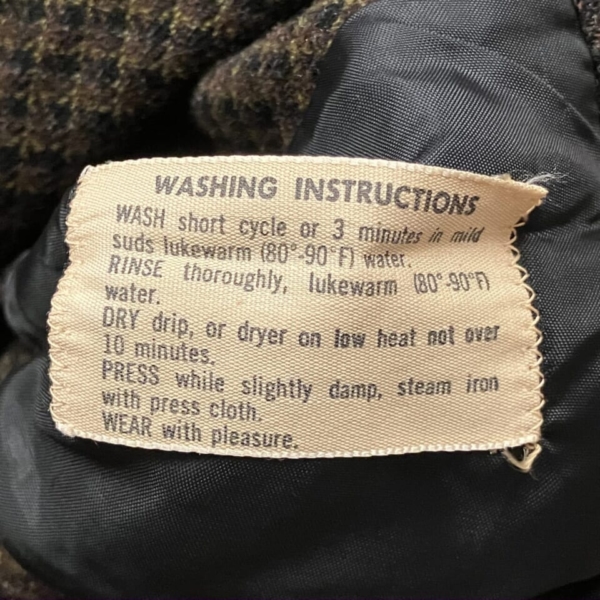 WASHING INSTRUCTIONS
WASH short cycle or 3 minutes in mild
suds lukewarm (80°-90°F) water.
RINSE thoroughly, lukewarm (80°-90°F)
water.
DRY drip, or dryer on low heat not over
10 minutes.
PRESS while slightly damp, steam iron
with press cloth.
WEAR with pleasure.